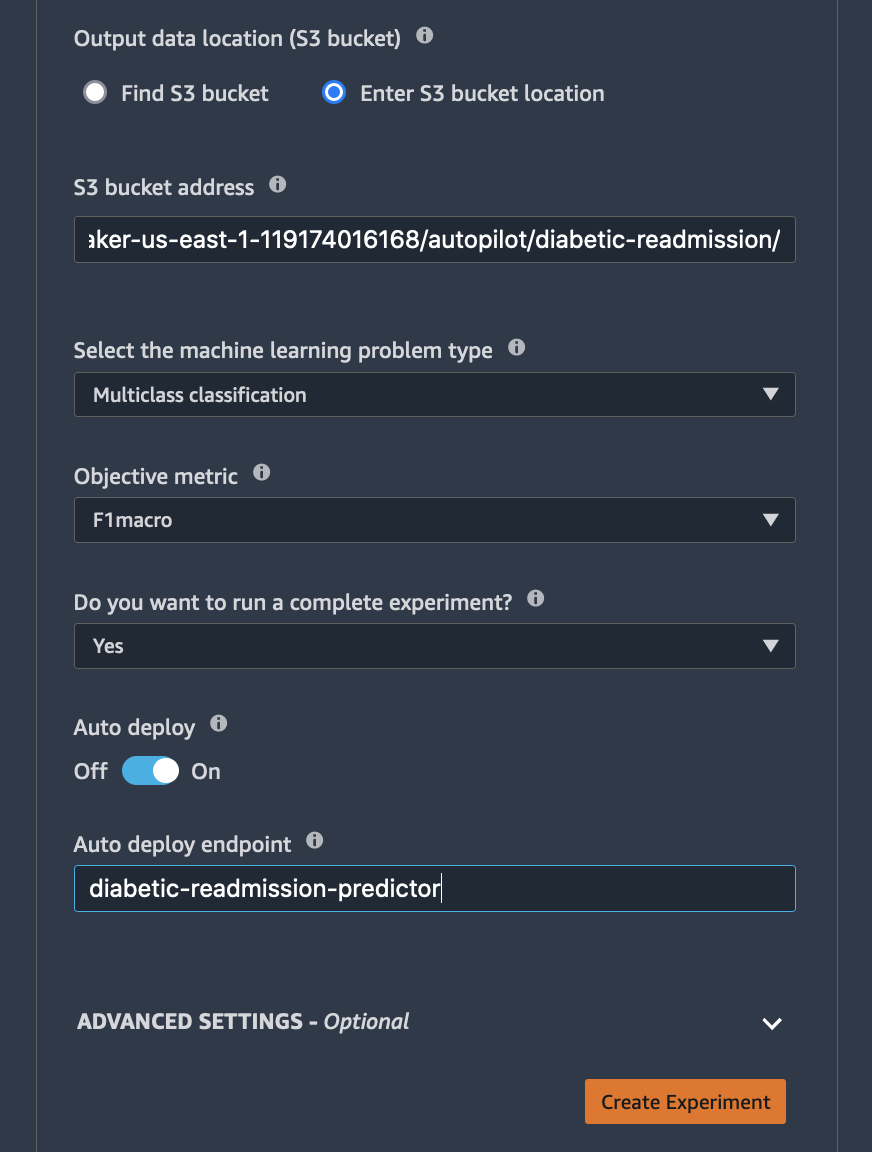 Output data location (S3 bucket)
Find S3 bucket
Enter S3 bucket location
S3 bucket address
aker-us-east-1-119174016168/autopilot/diabetic-readmission/
Select the machine learning problem type
Multiclass classification
Objective metric
F1macro
Do you want to run a complete experiment?
Yes
Auto deploy
Off On
Auto deploy endpoint
diabetic-readmission-predictor
ADVANCED SETTINGS - Optional
Create Experiment